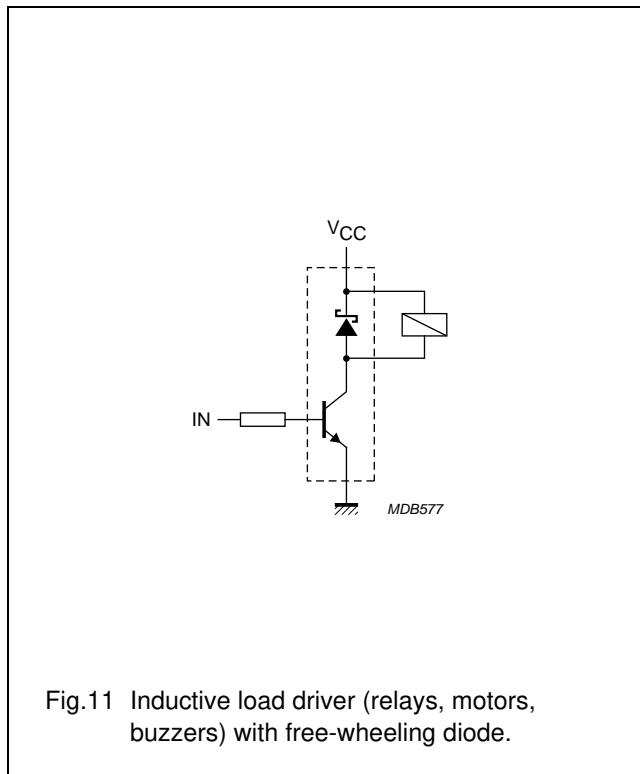 VCC
IN
MDB577
Fig.11 Inductive load driver (relays, motors,
buzzers) with free-wheeling diode.